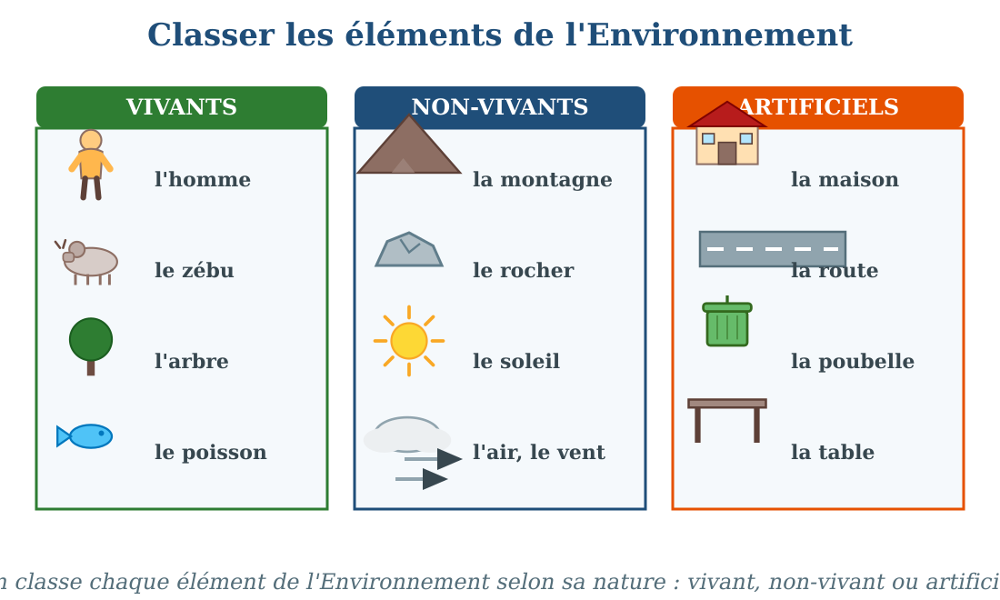 Classer les éléments de l'Environnement
VIVANTS
l'homme
le zébu
l'arbre
le poisson
NON-VIVANTS
la montagne
le rocher
le soleil
l'air, le vent
ARTIFICIELS
la maison
la route
la poubelle
la table
classe chaque élément de l'Environnement selon sa nature : vivant, non-vivant ou